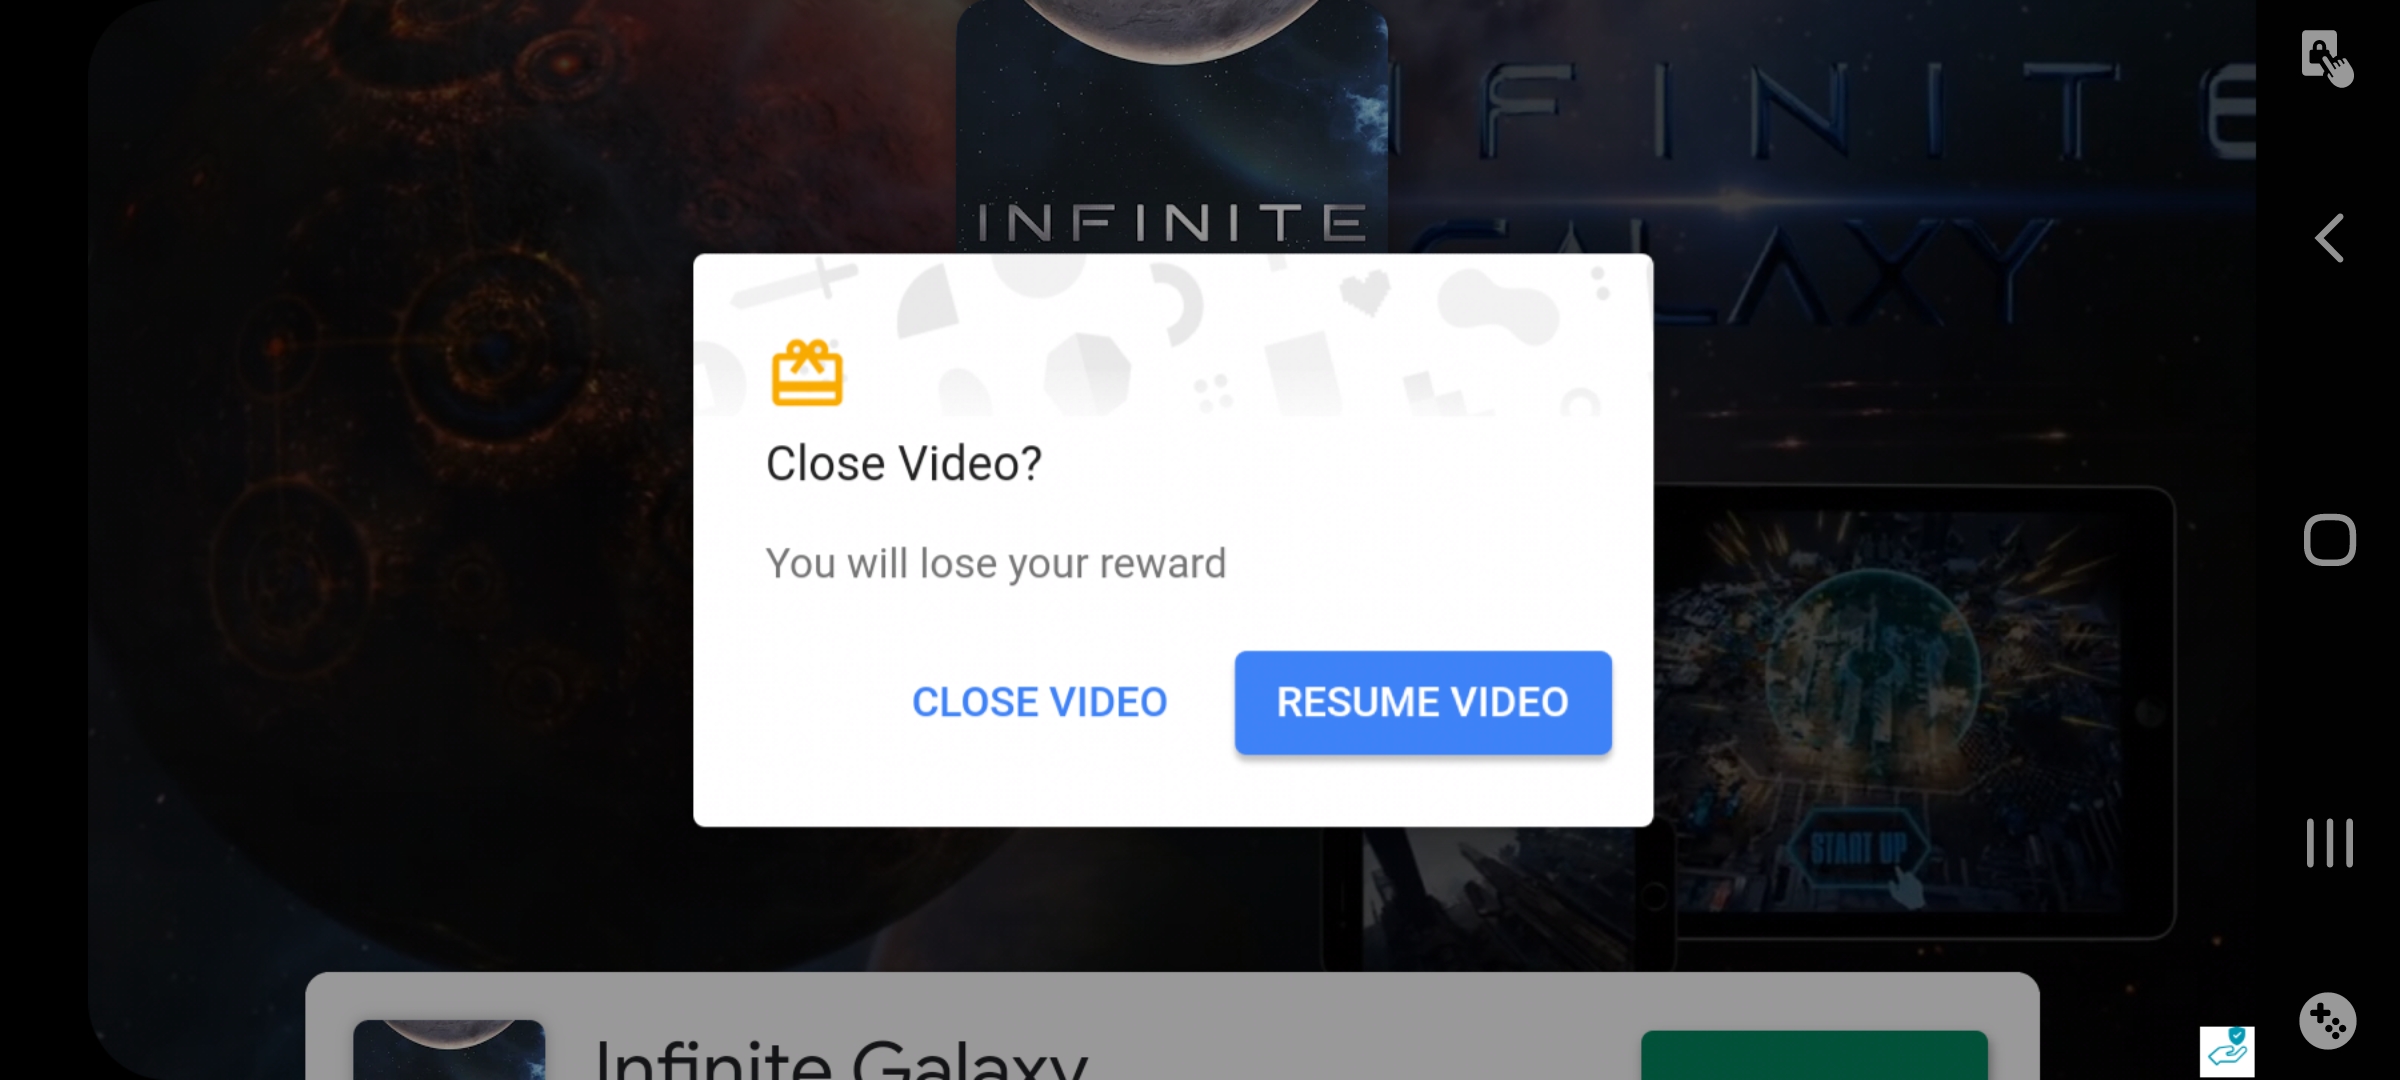 INFINITE
GALAXY
INFINITE
Close Video?
You will lose your reward
CLOSE VIDEO
RESUME VIDEO
START UP
Infinite Galaxy